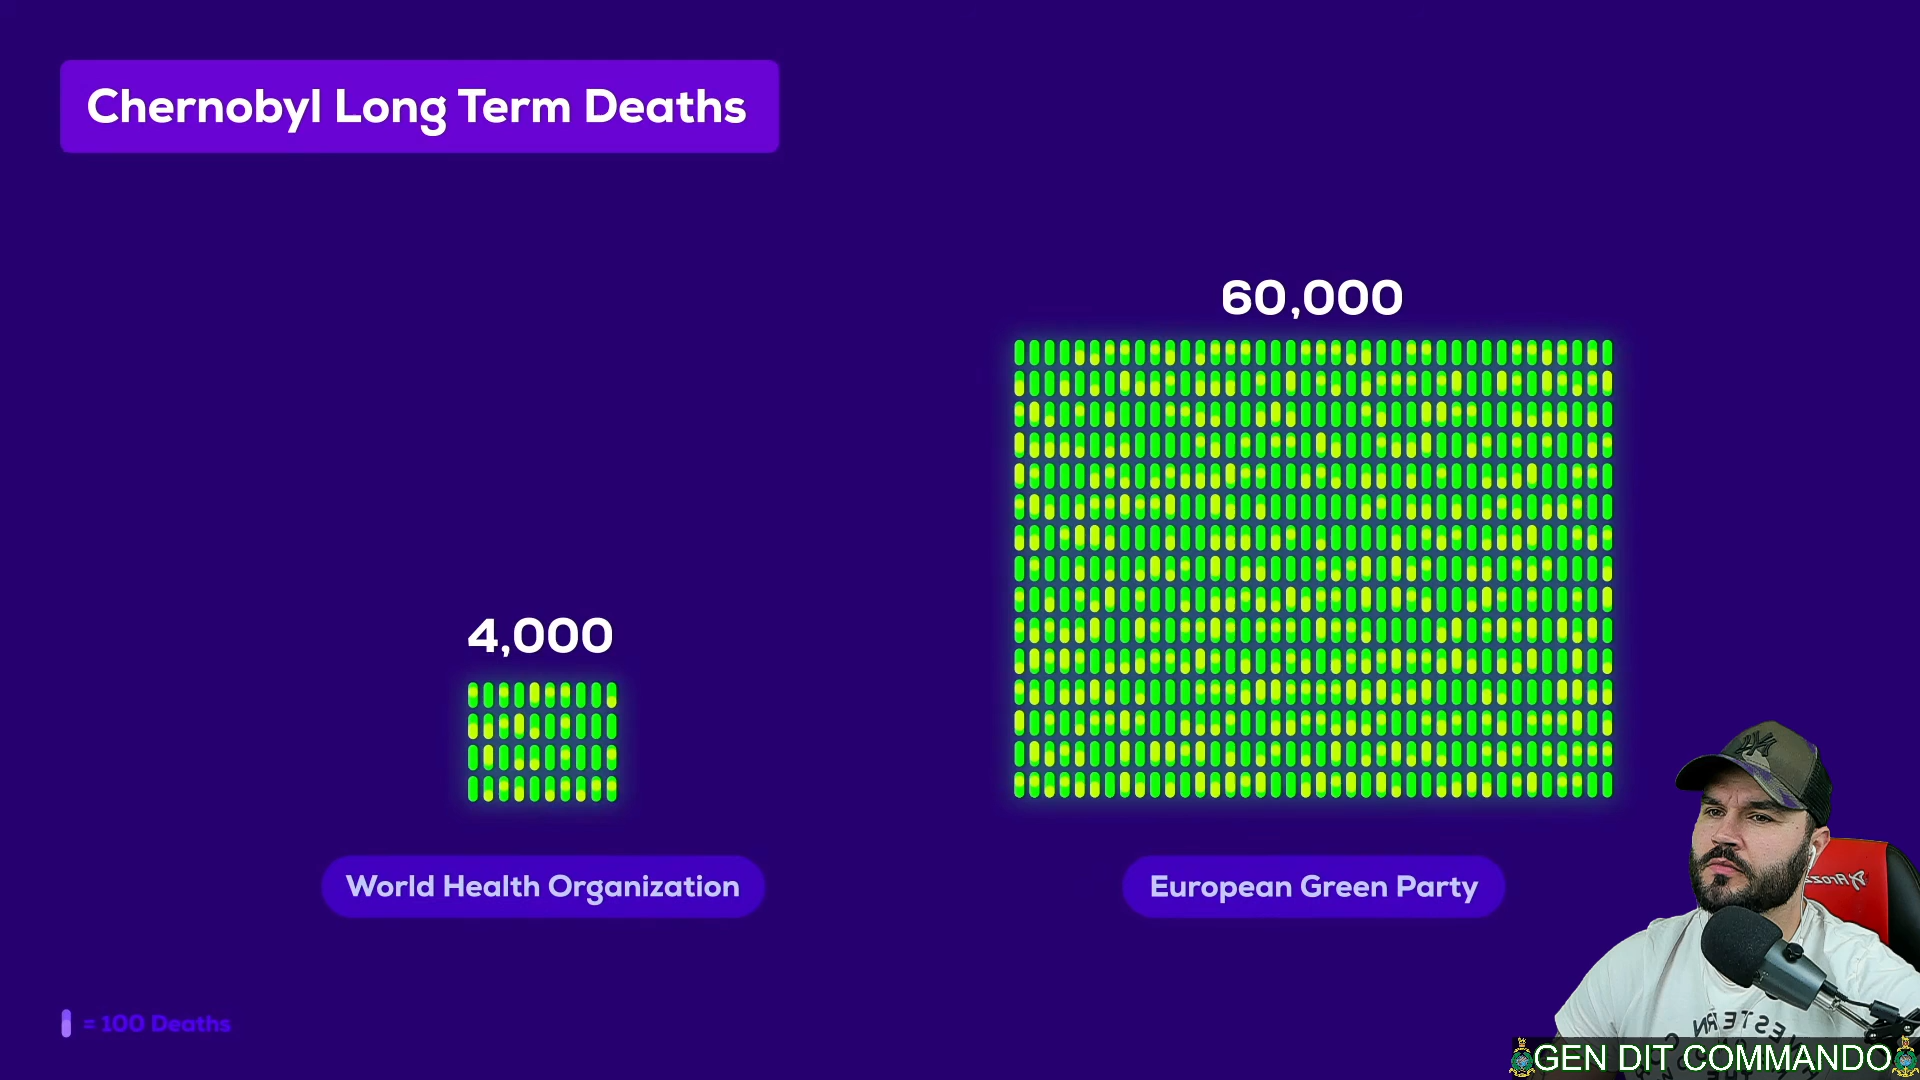 Chernobyl Long Term Deaths
60,000
4,000
World Health Organization
European Green Party
= 100 Deaths
GEN DIT COMMANDO